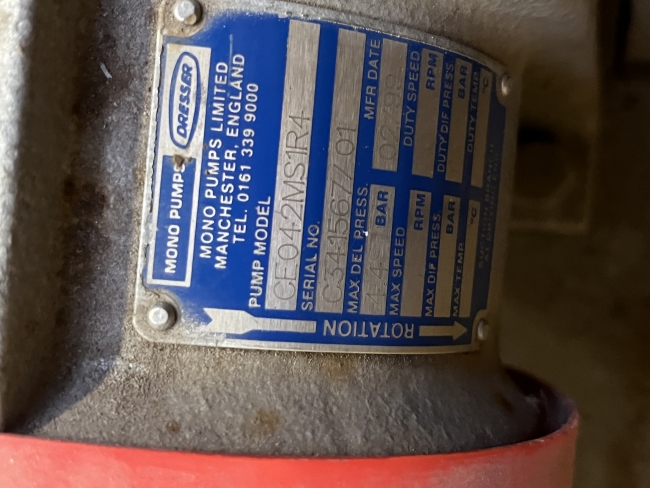 MONO PUMPS DRESSER
MONO PUMPS LIMITED
MANCHESTER, ENGLAND
TEL. 0161 339 9000
PUMP MODEL
CE042MS1R4
SERIAL NO.
MAX DEL PRESS. MFR DATE
BAR
MAX SPEED DUTY SPEED
RPM RPM
MAX DIF PRESS DUTY DIF PRESS
BAR BAR
MAX TEMP DUTY TEMP
°C °C
ROTATION